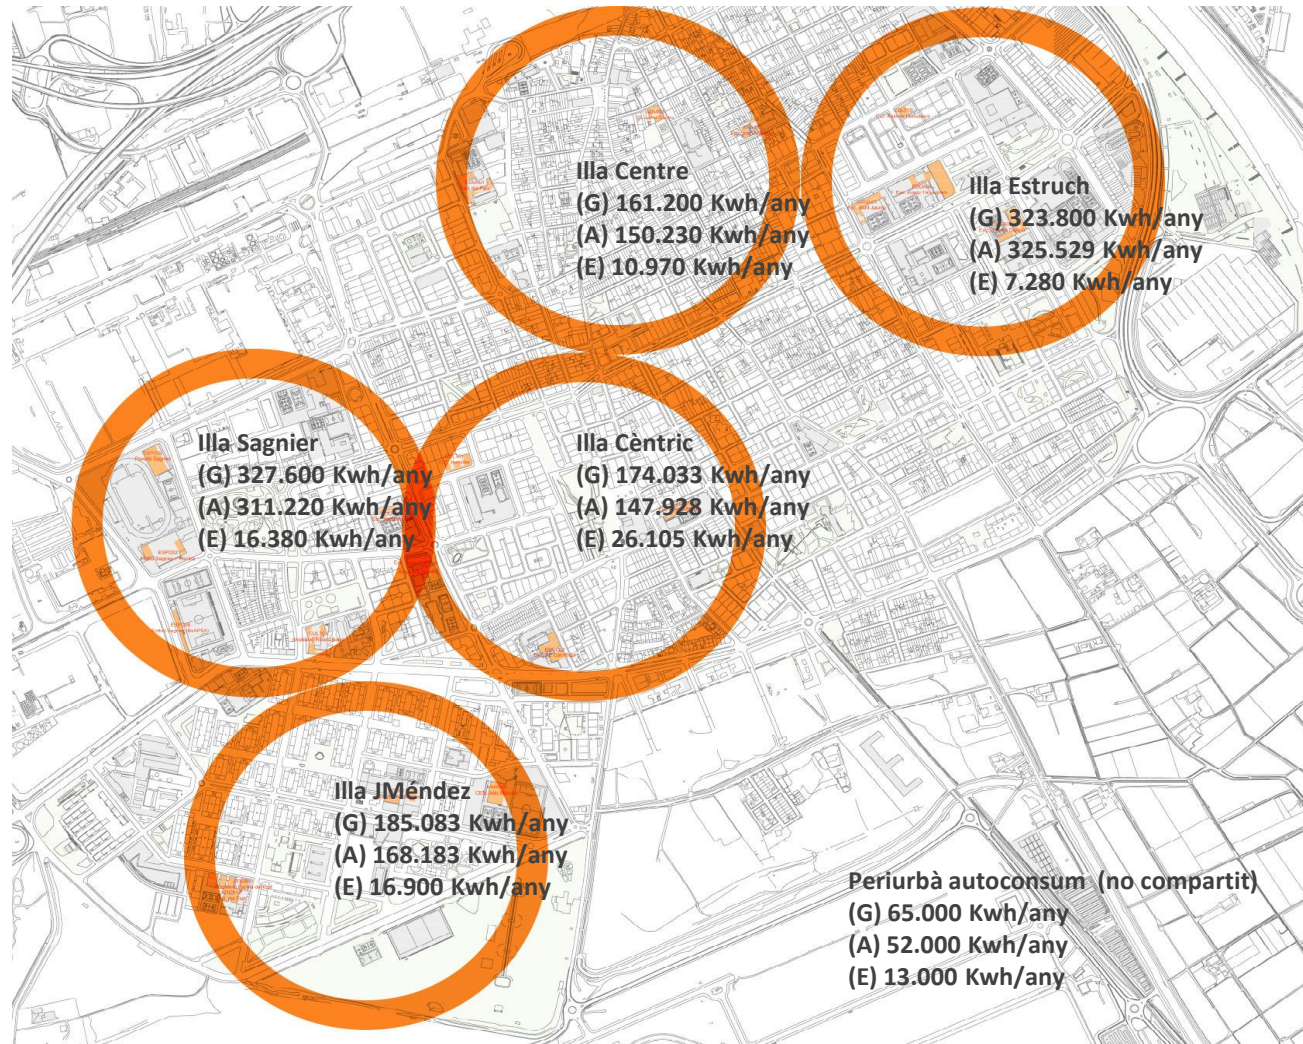 Illa Centre
(G) 161.200 Kwh/any
(A) 150.230 Kwh/any
(E) 10.970 Kwh/any
Illa Estruch
(G) 323.800 Kwh/any
(A) 325.529 Kwh/any
(E) 7.280 Kwh/any
Illa Sagnier
(G) 327.600 Kwh/any
(A) 311.220 Kwh/any
(E) 16.380 Kwh/any
Illa Cèntric
(G) 174.033 Kwh/any
(A) 147.928 Kwh/any
(E) 26.105 Kwh/any
Illa JMéndez
(G) 185.083 Kwh/any
(A) 168.183 Kwh/any
(E) 16.900 Kwh/any
Periurbà autoconsum (no compartit)
(G) 65.000 Kwh/any
(A) 52.000 Kwh/any
(E) 13.000 Kwh/any